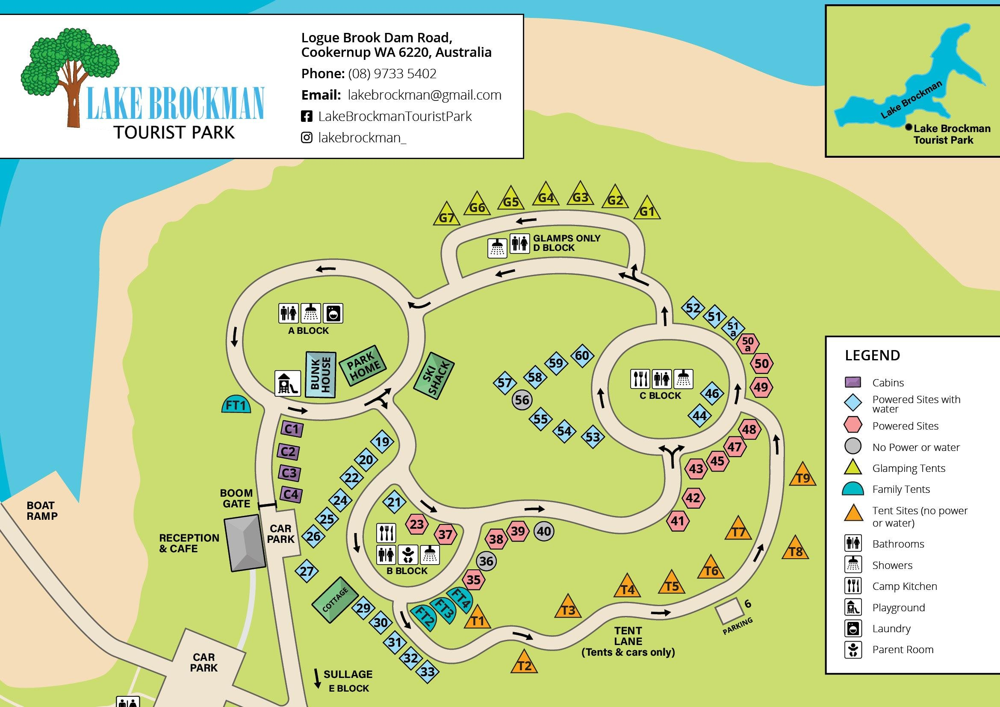 LAKE BROCKMAN
TOURIST PARK
Logue Brook Dam Road,
Cookernup WA 6220, Australia
Phone: (08) 9733 5402
Email: lakebrockman@gmail.com
LakeBrockmanTouristPark
lakebrockman_
Lake Brockman
Lake Brockman
Tourist Park
G7
G6
G5
G4
G3
G2
G1
GLAMPS ONLY
D BLOCK
A BLOCK
BUNK
HOUSE
PARK
HOME
SKI
SHACK
FT1
C1
C2
C3
C4
BOOM
GATE
CAR
PARK
RECEPTION
& CAFE
BOAT
RAMP
CAR
PARK
52
51
51
a
50
a
50
49
60
59
58
57
56
55
54
53
C BLOCK
46
44
48
47
45
43
42
41
19
20
22
24
25
26
27
21
23
37
B BLOCK
38
39
40
36
35
COTTAGE
29
30
31
32
33
FT2
FT3
FT4
T1
T2
T3
T4
T5
T6
T7
T8
T9
TENT
LANE
(Tents & cars only)
6
PARKING
SULLAGE
E BLOCK
LEGEND
Cabins
Powered Sites with
water
Powered Sites
No Power or water
Glamping Tents
Family Tents
Tent Sites (no power
or water)
Bathrooms
Showers
Camp Kitchen
Playground
Laundry
Parent Room